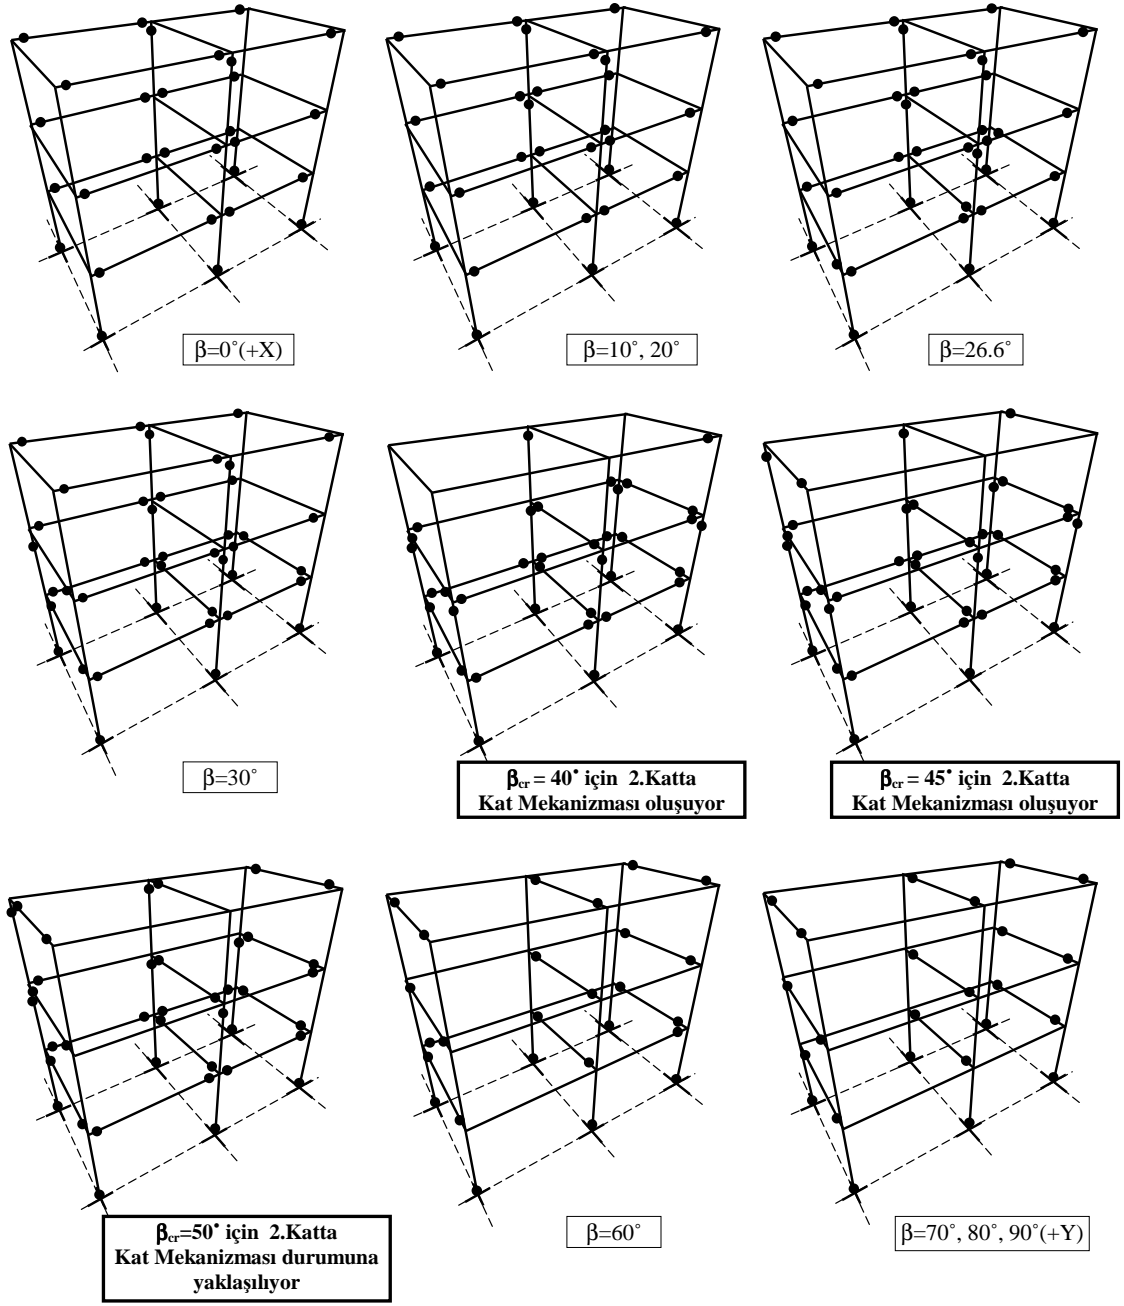 β=0˚(+X)
β=10˚, 20˚
β=26.6˚
β=30˚
βcr = 40˚ için 2.Katta
Kat Mekanizması oluşuyor
βcr = 45˚ için 2.Katta
Kat Mekanizması oluşuyor
βcr=50˚ için 2.Katta
Kat Mekanizması durumuna
yaklaşılıyor
β=60˚
β=70˚, 80˚, 90˚(+Y)